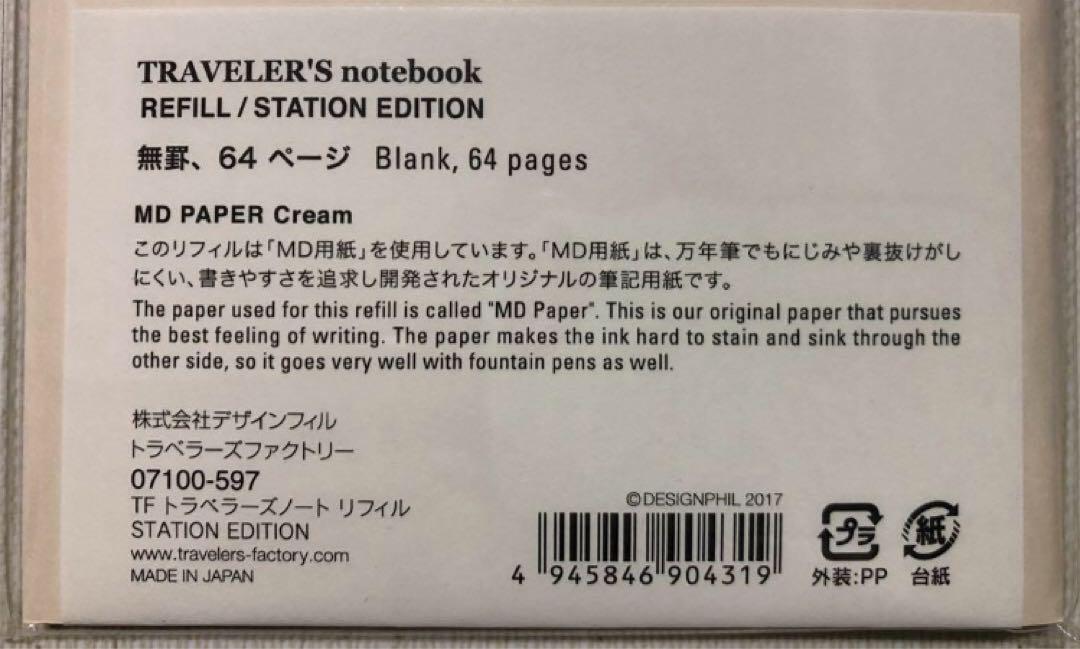 TRAVELER'S notebook
REFILL / STATION EDITION
無罫、64 ページ Blank, 64 pages
MD PAPER Cream
このリフィルは「MD用紙」を使用しています。「MD用紙」は、万年筆でもにじみや裏抜けがし
にくい、書きやすさを追求し開発されたオリジナルの筆記用紙です。
The paper used for this refill is called "MD Paper". This is our original paper that pursues
the best feeling of writing. The paper makes the ink hard to stain and sink through the
other side, so it goes very well with fountain pens as well.
株式会社デザインフィル
トラベラーズファクトリー
07100-597
TF トラベラーズノート リフィル
STATION EDITION
www.travelers-factory.com
MADE IN JAPAN
©DESIGNPHIL 2017
4 945846 904319
プラ
外装:PP
紙
台紙